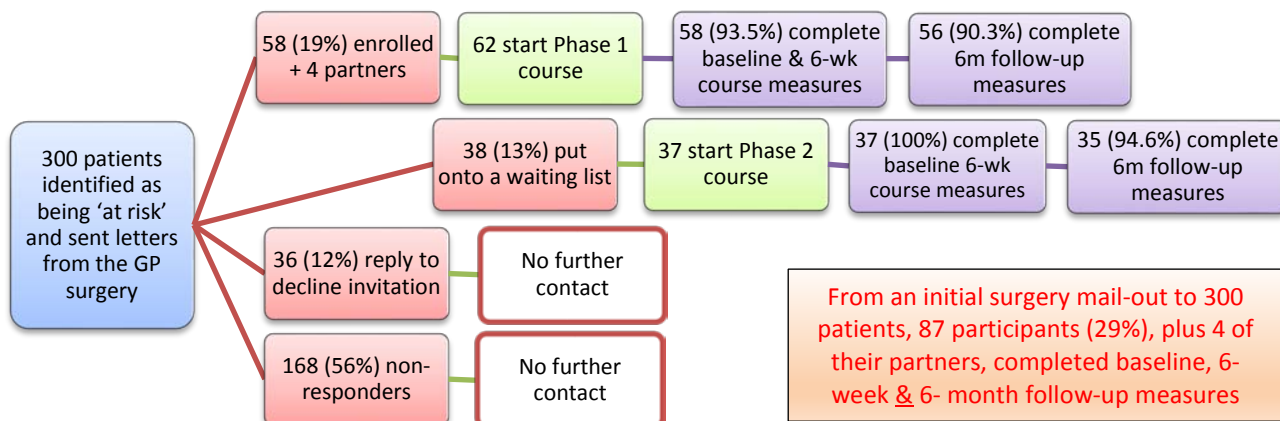 300 patients
identified as
being ‘at risk’
and sent letters
from the GP
surgery
58 (19%) enrolled
+ 4 partners
62 start Phase 1
course
58 (93.5%) complete
baseline & 6-wk
course measures
56 (90.3%) complete
6m follow-up
measures
38 (13%) put
onto a waiting list
37 start Phase 2
course
37 (100%) complete
baseline 6-wk
course measures
35 (94.6%) complete
6m follow-up
measures
36 (12%) reply to
decline invitation
No further
contact
168 (56%) non-
responders
No further
contact
From an initial surgery mail-out to 300
patients, 87 participants (29%), plus 4 of
their partners, completed baseline, 6-
week & 6- month follow-up measures